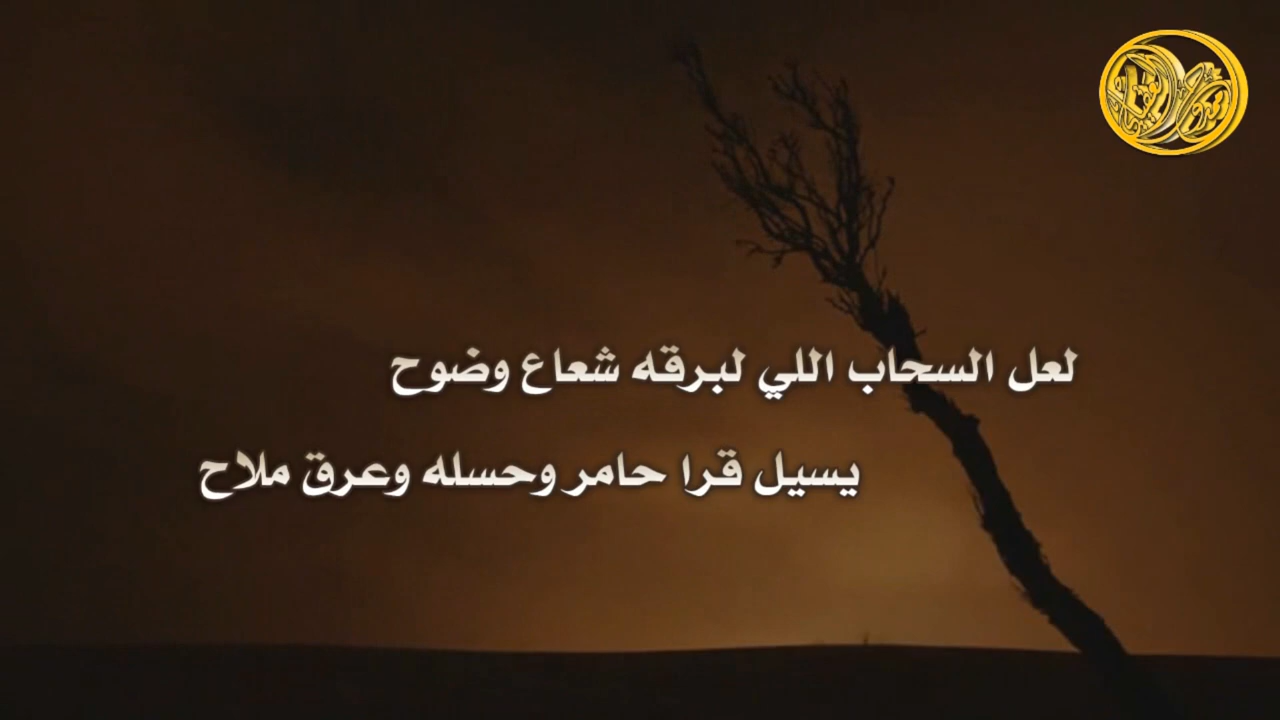 لعل السحاب اللي لبرقه شعاع وضوح
يسيل قرا حامر وحسله وعرق ملاح